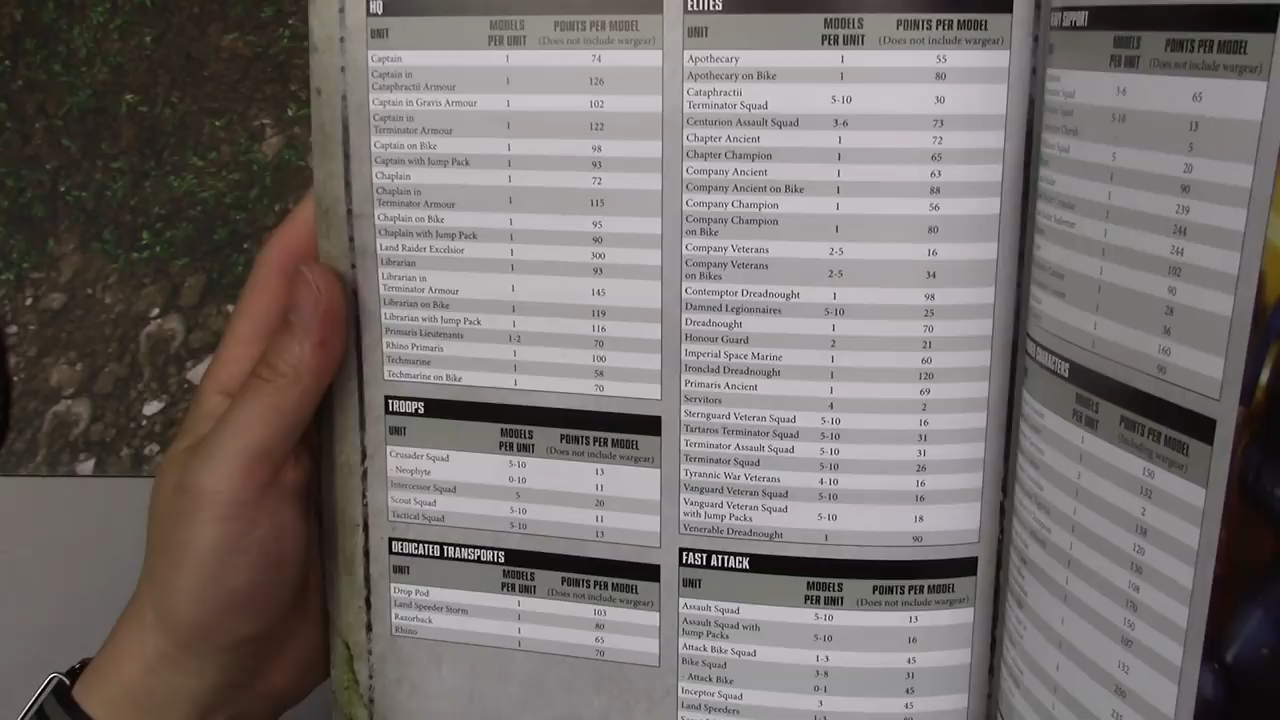 HQ
UNIT MODELS PER UNIT POINTS PER MODEL (Does not include wargear)
Captain 1 74
Captain in Cataphractii Armour 1 126
Captain in Gravis Armour 1 102
Captain in Terminator Armour 1 122
Captain on Bike 1 98
Captain with Jump Pack 1 93
Chaplain 1 72
Chaplain in Terminator Armour 1 115
Chaplain on Bike 1 95
Chaplain with Jump Pack 1 90
Land Raider Excelsior 1 300
Librarian 1 93
Librarian in Terminator Armour 1 145
Librarian on Bike 1 119
Librarian with Jump Pack 1 116
Primaris Lieutenants 1-2 70
Rhino Primaris 1 100
Techmarine 1 58
Techmarine on Bike 1 70
TROOPS
UNIT MODELS PER UNIT POINTS PER MODEL (Does not include wargear)
Crusader Squad 5-10 13
- Neophyte 0-10 11
Intercessor Squad 5 20
Scout Squad 5-10 11
Tactical Squad 5-10 13
DEDICATED TRANSPORTS
UNIT MODELS PER UNIT POINTS PER MODEL (Does not include wargear)
Drop Pod 1 103
Land Speeder Storm 1 80
Razorback 1 65
Rhino 1 70
ELITES
UNIT MODELS PER UNIT POINTS PER MODEL (Does not include wargear)
Apothecary 1 55
Apothecary on Bike 1 80
Cataphractii Terminator Squad 5-10 30
Centurion Assault Squad 3-6 73
Chapter Ancient 1 72
Chapter Champion 1 65
Company Ancient 1 63
Company Ancient on Bike 1 88
Company Champion 1 56
Company Champion on Bike 1 80
Company Veterans 2-5 16
Company Veterans on Bikes 2-5 34
Contemptor Dreadnought 1 98
Damned Legionnaires 5-10 25
Dreadnought 1 70
Honour Guard 2 21
Imperial Space Marine 1 60
Ironclad Dreadnought 1 120
Primaris Ancient 1 69
Servitors 4 2
Sternguard Veteran Squad 5-10 16
Tartaros Terminator Squad 5-10 31
Terminator Assault Squad 5-10 31
Terminator Squad 5-10 26
Tyrannic War Veterans 4-10 16
Vanguard Veteran Squad 5-10 16
Vanguard Veteran Squad with Jump Packs 5-10 18
Venerable Dreadnought 1 90
FAST ATTACK
UNIT MODELS PER UNIT POINTS PER MODEL (Does not include wargear)
Assault Squad 5-10 13
Assault Squad with Jump Packs 5-10 16
Attack Bike Squad 1-3 45
Bike Squad 3-8 31
- Attack Bike 0-1 45
Inceptor Squad 3 45
Land Speeders
SUPPORT
MODELS PER UNIT POINTS PER MODEL (Does not include wargear)
3-6 65
5-10 13
5
5 20
90
239
244
244
102
90
28
36
160
90
CHARACTERS
MODELS PER UNIT POINTS PER MODEL (Including wargear)
150
132
2
120
130
170
150
132